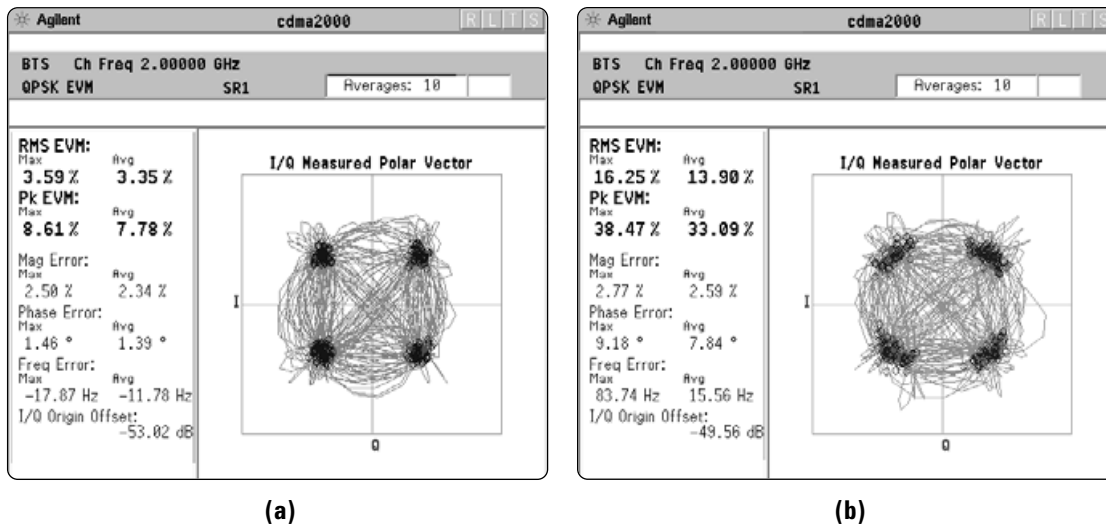 Agilent cdma2000 R L T S
BTS Ch Freq 2.00000 GHz
QPSK EVM SR1 Averages: 10
RMS EVM:
Max Avg
3.59 % 3.35 %
Pk EVM:
Max Avg
8.61 % 7.78 %
Mag Error:
Max Avg
2.50 % 2.34 %
Phase Error:
Max Avg
1.46 ° 1.39 °
Freq Error:
Max Avg
-17.87 Hz -11.78 Hz
I/Q Origin Offset:
-53.02 dB
I/Q Measured Polar Vector
I
Q
(a)
Agilent cdma2000 R L T S
BTS Ch Freq 2.00000 GHz
QPSK EVM SR1 Averages: 10
RMS EVM:
Max Avg
16.25 % 13.90 %
Pk EVM:
Max Avg
38.47 % 33.09 %
Mag Error:
Max Avg
2.77 % 2.59 %
Phase Error:
Max Avg
9.18 ° 7.84 °
Freq Error:
Max Avg
83.74 Hz 15.56 Hz
I/Q Origin Offset:
-49.56 dB
I/Q Measured Polar Vector
I
Q
(b)